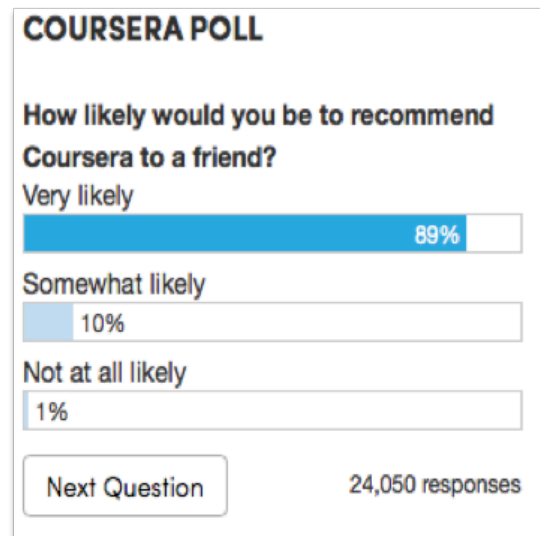 COURSERA POLL
How likely would you be to recommend
Coursera to a friend?
Very likely
89%
Somewhat likely
10%
Not at all likely
1%
Next Question
24,050 responses